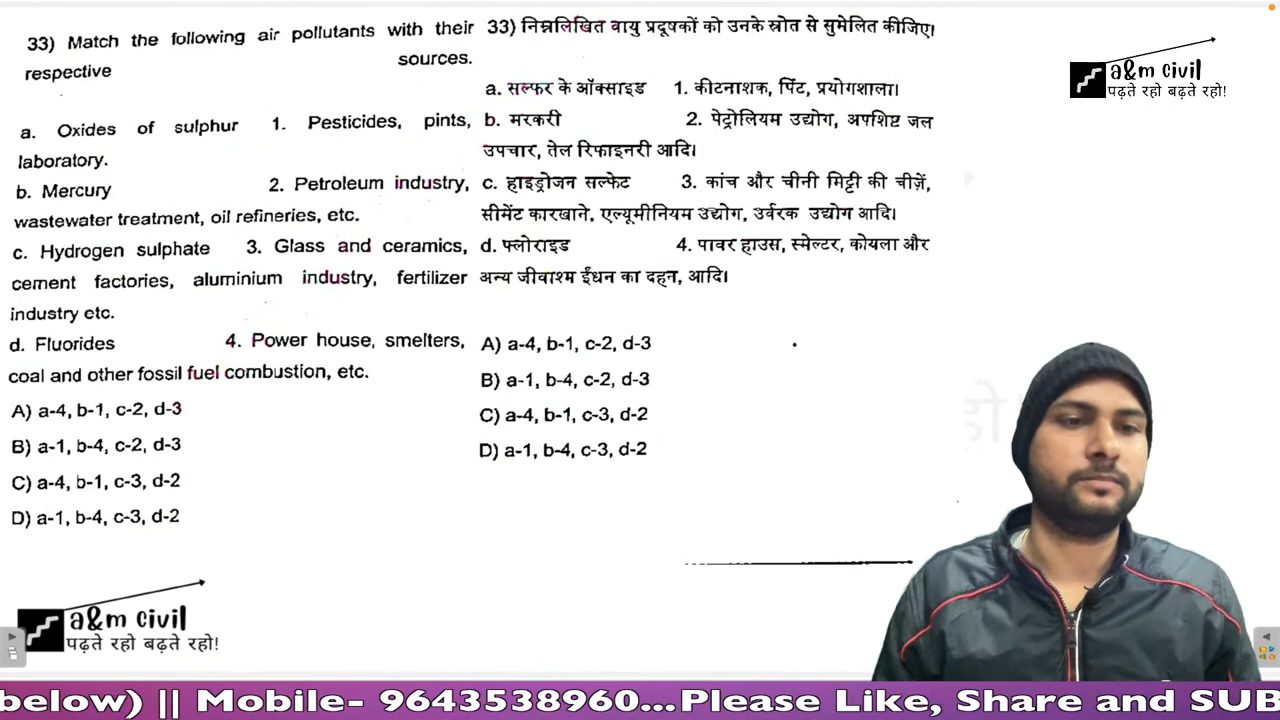 33) Match the following air pollutants with their
respective sources.
a. Oxides of sulphur 1. Pesticides, pints,
laboratory.
b. Mercury 2. Petroleum industry,
wastewater treatment, oil refineries, etc.
c. Hydrogen sulphate 3. Glass and ceramics,
cement factories, aluminium industry, fertilizer
industry etc.
d. Fluorides 4. Power house, smelters,
coal and other fossil fuel combustion, etc.
A) a-4, b-1, c-2, d-3
B) a-1, b-4, c-2, d-3
C) a-4, b-1, c-3, d-2
D) a-1, b-4, c-3, d-2
33) निम्नलिखित वायु प्रदूषकों को उनके स्रोत से सुमेलित कीजिए।
a. सल्फर के ऑक्साइड 1. कीटनाशक, पिंट, प्रयोगशाला।
b. मरकरी 2. पेट्रोलियम उद्योग, अपशिष्ट जल
उपचार, तेल रिफाइनरी आदि।
c. हाइड्रोजन सल्फेट 3. कांच और चीनी मिट्टी की चीज़ें,
सीमेंट कारखाने, एल्यूमीनियम उद्योग, उर्वरक उद्योग आदि।
d. फ्लोराइड 4. पावर हाउस, स्मेल्टर, कोयला और
अन्य जीवाश्म ईंधन का दहन, आदि।
A) a-4, b-1, c-2, d-3
B) a-1, b-4, c-2, d-3
C) a-4, b-1, c-3, d-2
D) a-1, b-4, c-3, d-2
a&m civil
पढ़ते रहो बढ़ते रहो!
हो!
a&m civil
पढ़ते रहो बढ़ते रहो!
below) || Mobile- 9643538960...Please Like, Share and SUB